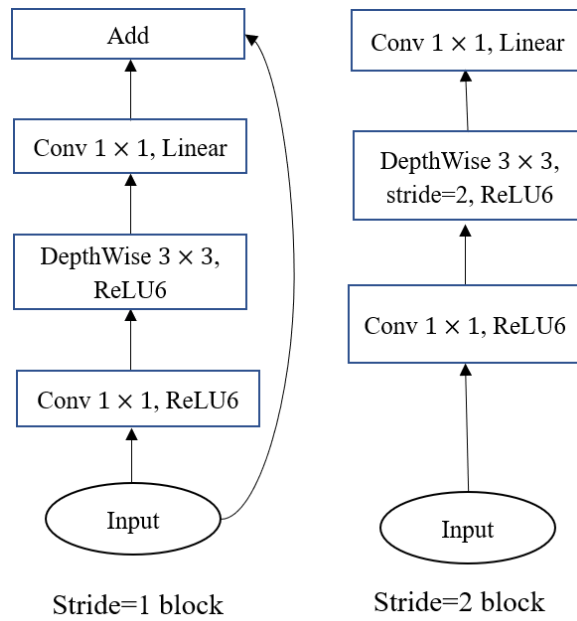 Add
Conv 1 × 1, Linear
DepthWise 3 × 3,
ReLU6
Conv 1 × 1, ReLU6
Input
Stride=1 block
Conv 1 × 1, Linear
DepthWise 3 × 3,
stride=2, ReLU6
Conv 1 × 1, ReLU6
Input
Stride=2 block